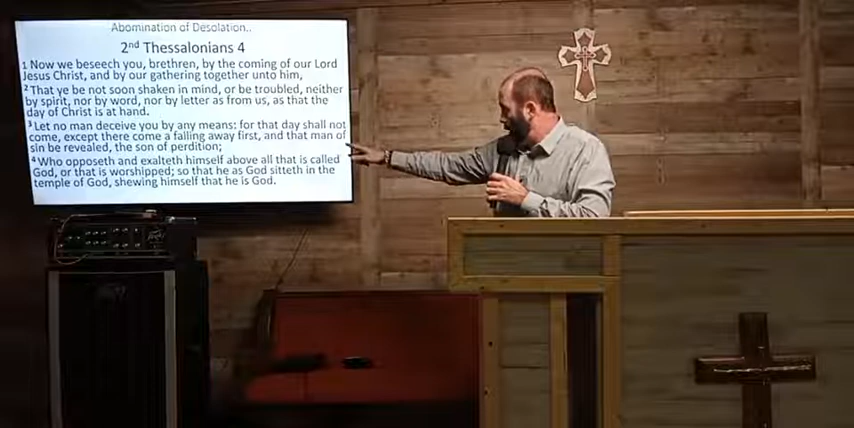 Abomination of Desolation..
2nd Thessalonians 4
1 Now we beseech you, brethren, by the coming of our Lord
Jesus Christ, and by our gathering together unto him,
2 That ye be not soon shaken in mind, or be troubled, neither
by spirit, nor by word, nor by letter as from us, as that the
day of Christ is at hand.
3 Let no man deceive you by any means: for that day shall not
come, except there come a falling away first, and that man of
sin be revealed, the son of perdition;
4 Who opposeth and exalteth himself above all that is called
God, or that is worshipped; so that he as God sitteth in the
temple of God, shewing himself that he is God.